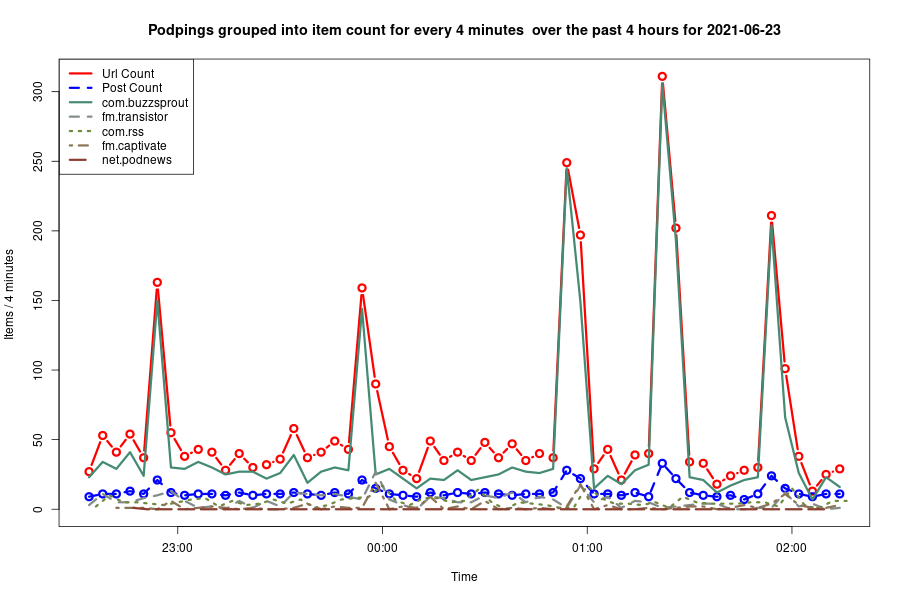 Podpings grouped into item count for every 4 minutes  over the past 4 hours for 2021-06-23
Url Count
Post Count
com.buzzsprout
fm.transistor
com.rss
fm.captivate
net.podnews
Items / 4 minutes
300
250
200
150
100
50
0
23:00
00:00
01:00
02:00
Time